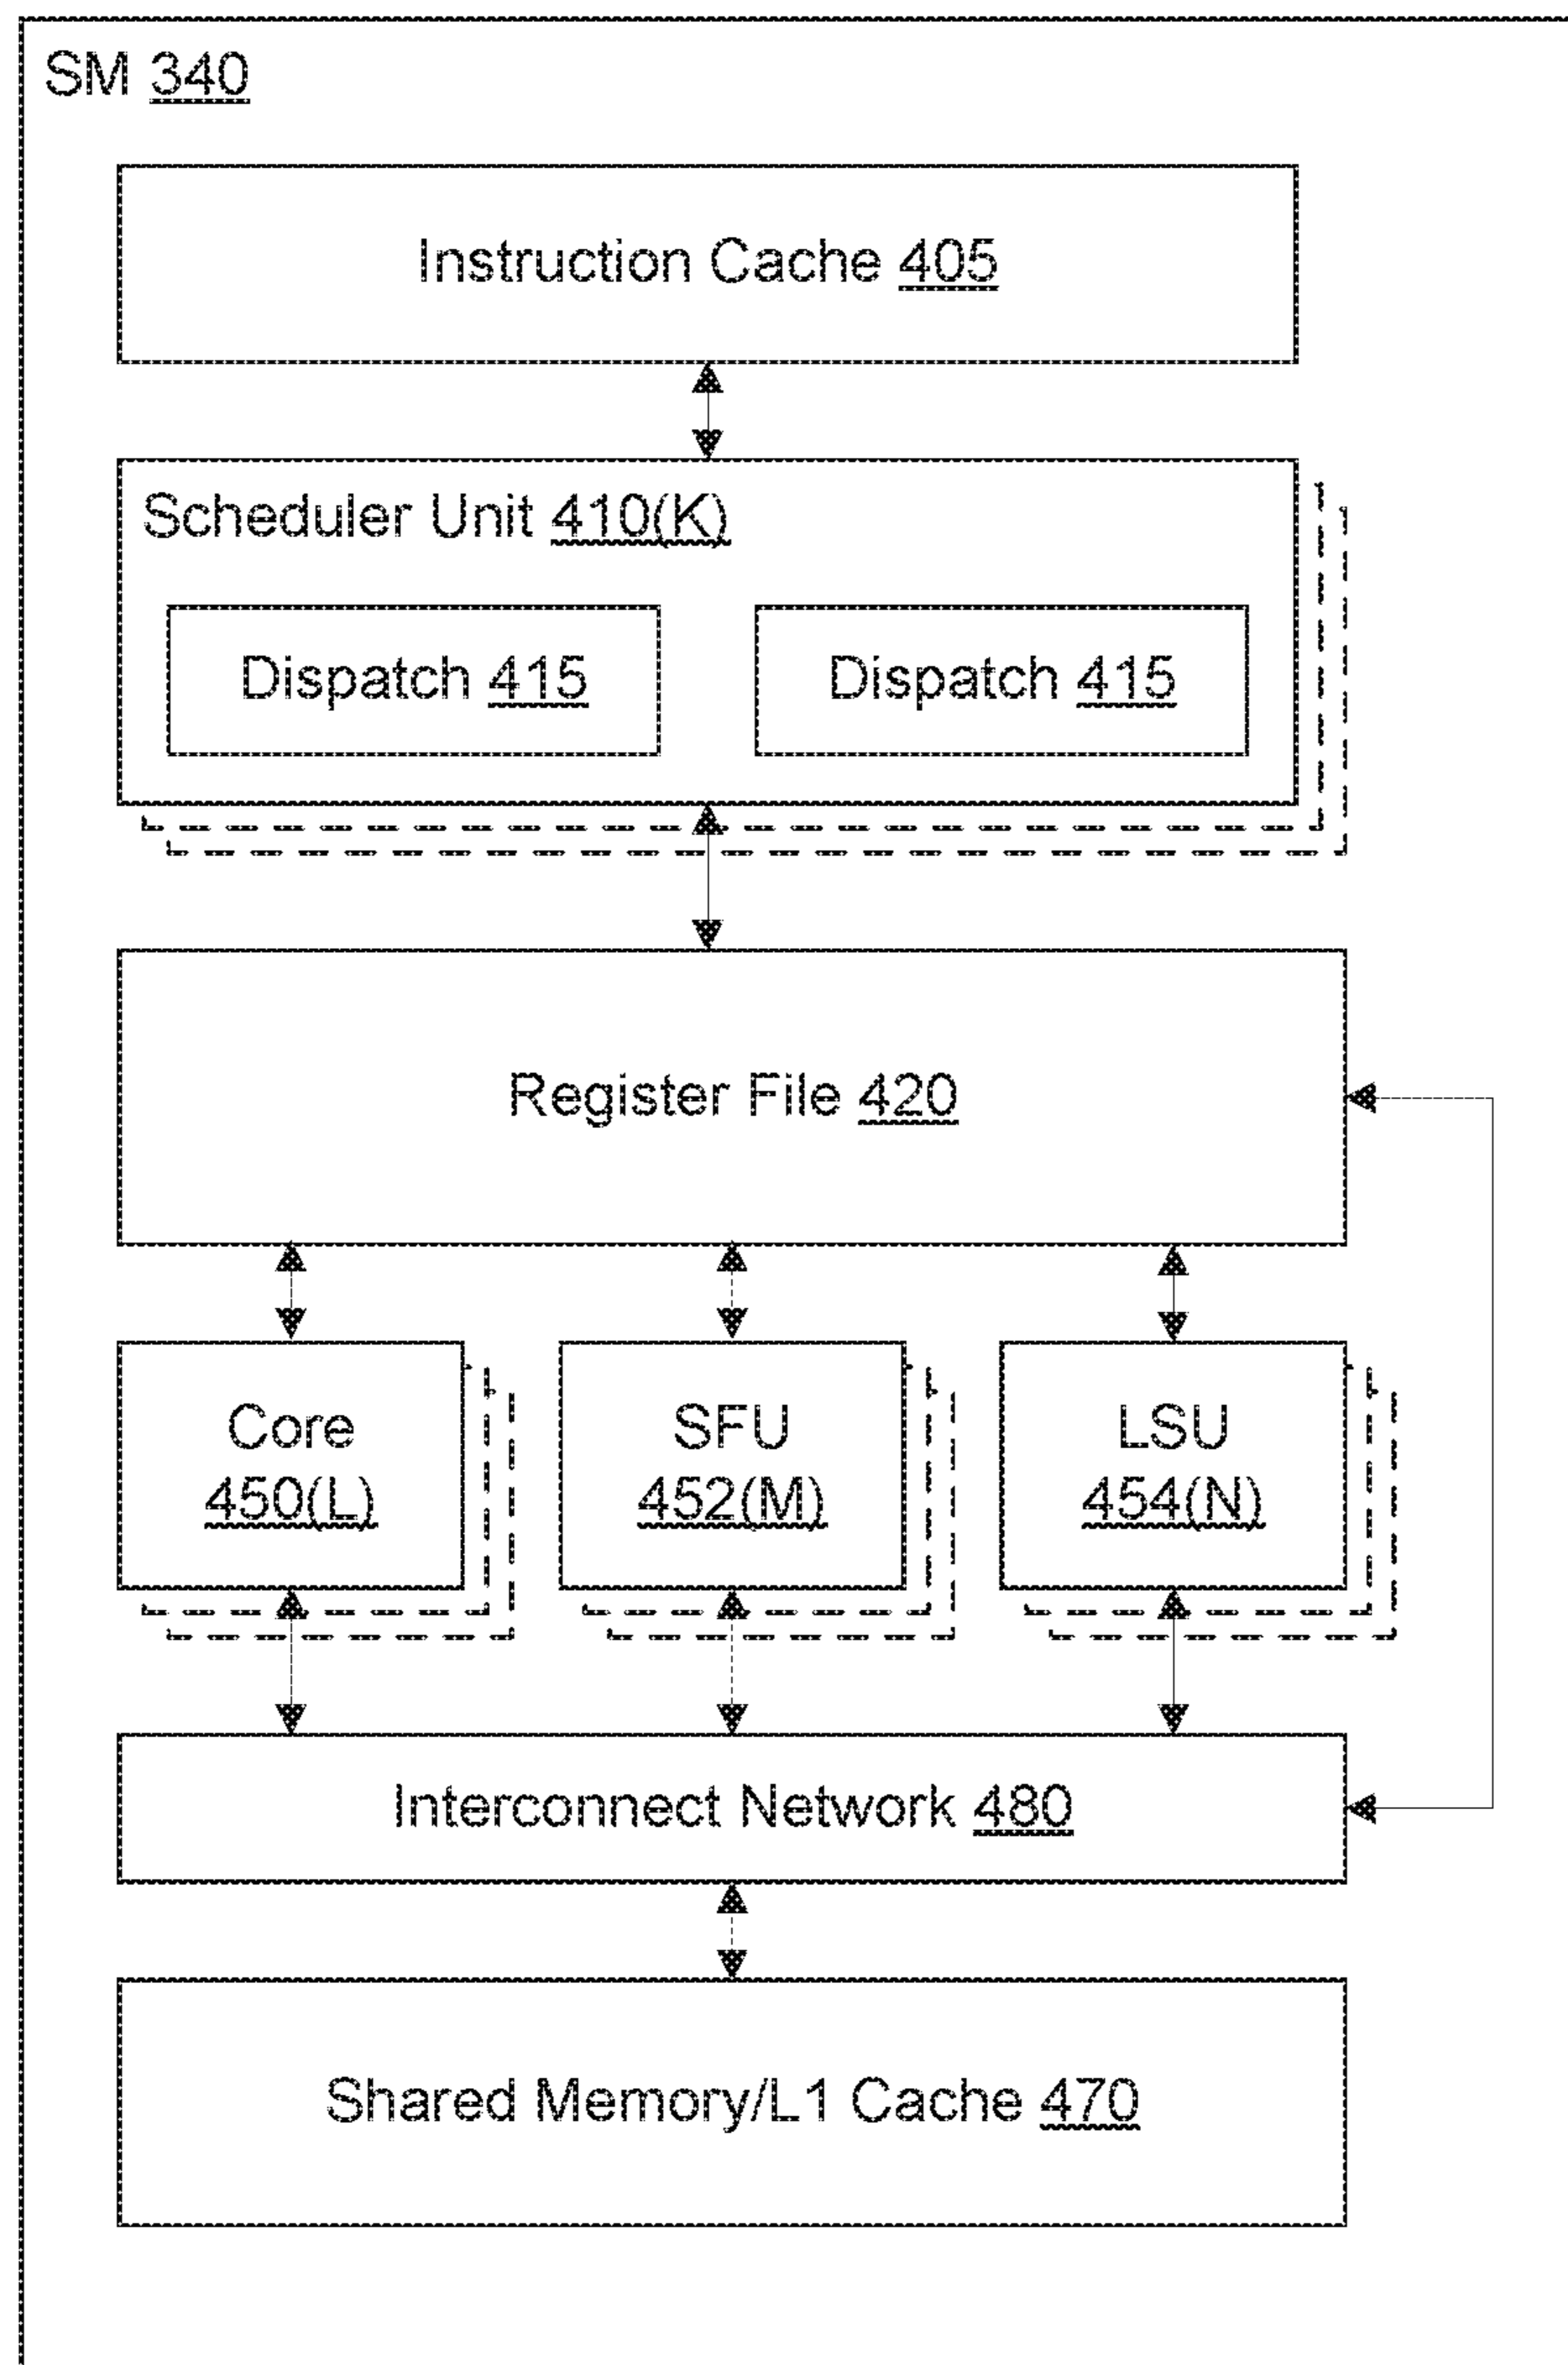 SM 340
Instruction Cache 405
Scheduler Unit 410(K)
Dispatch 415
Dispatch 415
Register File 420
Core
450(L)
SFU
452(M)
LSU
454(N)
Interconnect Network 480
Shared Memory/L1 Cache 470